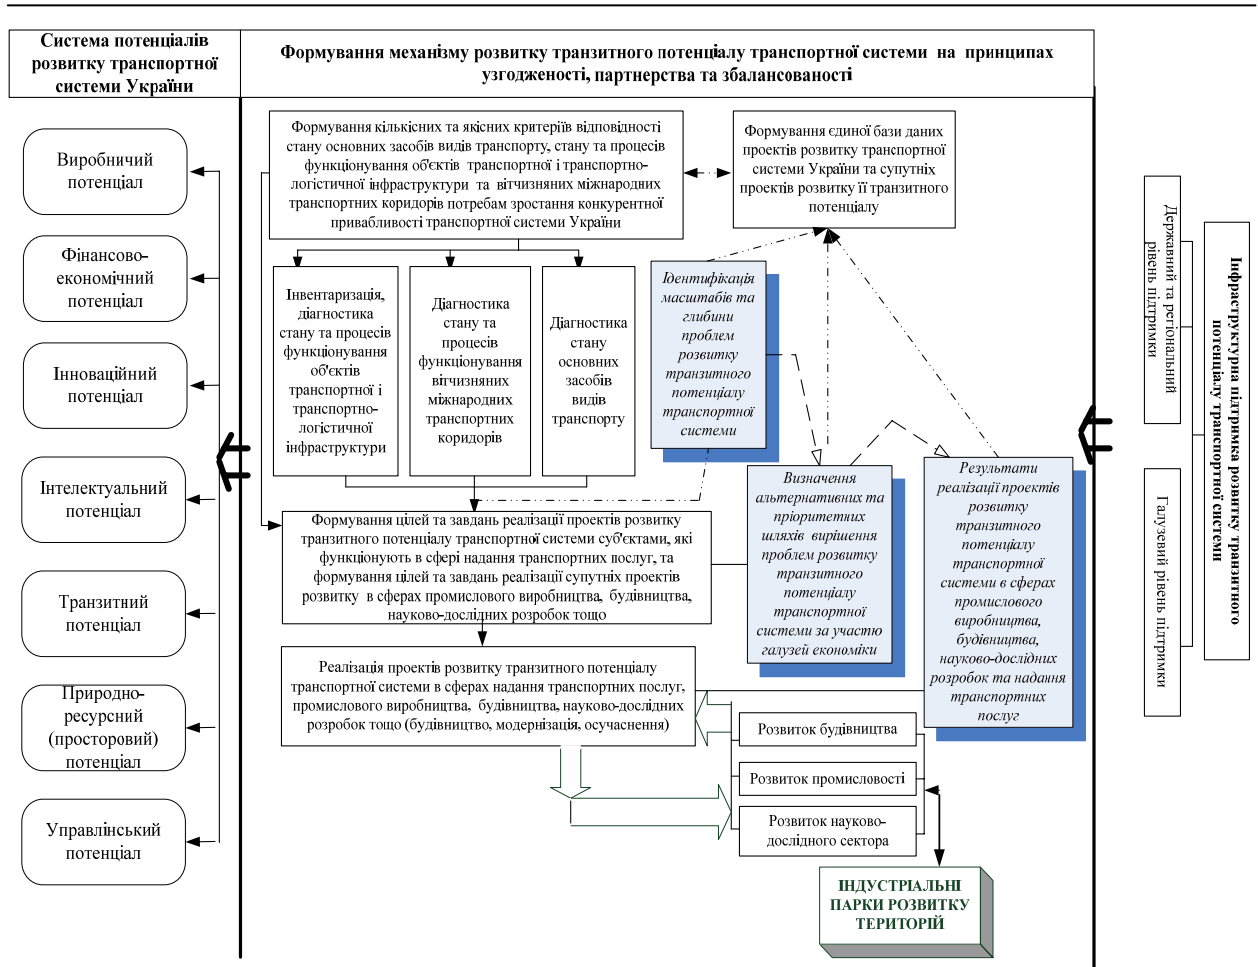 Система потенціалів
розвитку транспортної
системи України
Формування механізму розвитку транзитного потенціалу транспортної системи на принципах
узгодженості, партнерства та збалансованості
Виробничий
потенціал
Фінансово-
економічний
потенціал
Інноваційний
потенціал
Інтелектуальний
потенціал
Транзитний
потенціал
Природно-
ресурсний
(просторовий)
потенціал
Управлінський
потенціал
Формування кількісних та якісних критеріїв відповідності
стану основних засобів видів транспорту, стану та процесів
функціонування об'єктів транспортної і транспортно-
логістичної інфраструктури та вітчизняних міжнародних
транспортних коридорів потребам зростання конкурентної
привабливості транспортної системи України
Формування єдиної бази даних
проектів розвитку транспортної
системи України та супутніх
проектів розвитку її транзитного
потенціалу
Інвентаризація,
діагностика
стану та процесів
функціонування
об'єктів
транспортної і
транспортно-
логістичної
інфраструктури
Діагностика
стану та
процесів
функціонування
вітчизняних
міжнародних
транспортних
коридорів
Діагностика
стану
основних
засобів
видів
транспорту
Ідентифікація
масштабів та
глибини
проблем
розвитку
транзитного
потенціалу
транспортної
системи
Визначення
альтернативних та
пріоритетних
шляхів вирішення
проблем розвитку
транзитного
потенціалу
транспортної
системи за участю
галузей економіки
Результати
реалізації проектів
розвитку
транзитного
потенціалу
транспортної
системи в сферах
промислового
виробництва,
будівництва,
науково-дослідних
розробок та надання
транспортних
послуг
Формування цілей та завдань реалізації проектів розвитку
транзитного потенціалу транспортної системи суб'єктами, які
функціонують в сфері надання транспортних послуг, та
формування цілей та завдань реалізації супутніх проектів
розвитку в сферах промислового виробництва, будівництва,
науково-дослідних розробок тощо
Реалізація проектів розвитку транзитного потенціалу
транспортної системи в сферах надання транспортних послуг,
промислового виробництва, будівництва, науково-дослідних
розробок тощо (будівництво, модернізація, осучаснення)
Розвиток будівництва
Розвиток промисловості
Розвиток науково-
дослідного сектора
ІНДУСТРІАЛЬНІ
ПАРКИ РОЗВИТКУ
ТЕРИТОРІЙ
Державний та регіональний
рівень підтримки
Галузевий рівень підтримки
Інфраструктурна підтримка розвитку транзитного
потенціалу транспортної системи